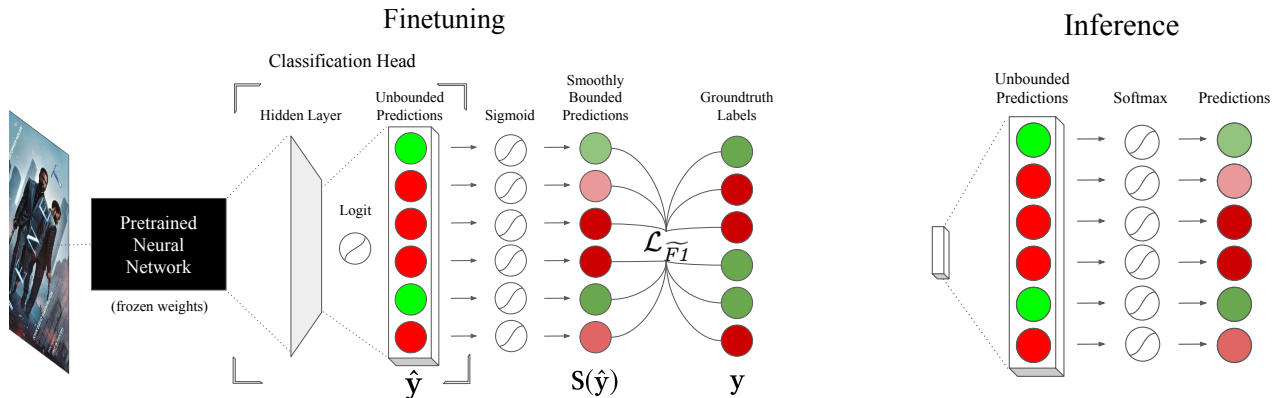 Finetuning
Classification Head
Hidden Layer
Unbounded
Predictions
Sigmoid
Smoothly
Bounded
Predictions
Groundtruth
Labels
Pretrained
Neural
Network
(frozen weights)
Logit
ℒ F̃1
ŷ
S(ŷ)
y
Inference
Unbounded
Predictions
Softmax
Predictions